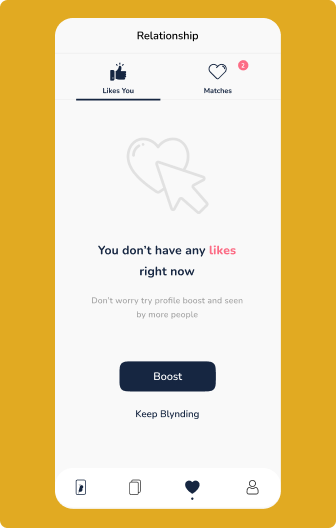 Relationship
2
Likes You
Matches
You don't have any likes
right now
Don't worry try profile boost and seen
by more people
Boost
Keep Blynding